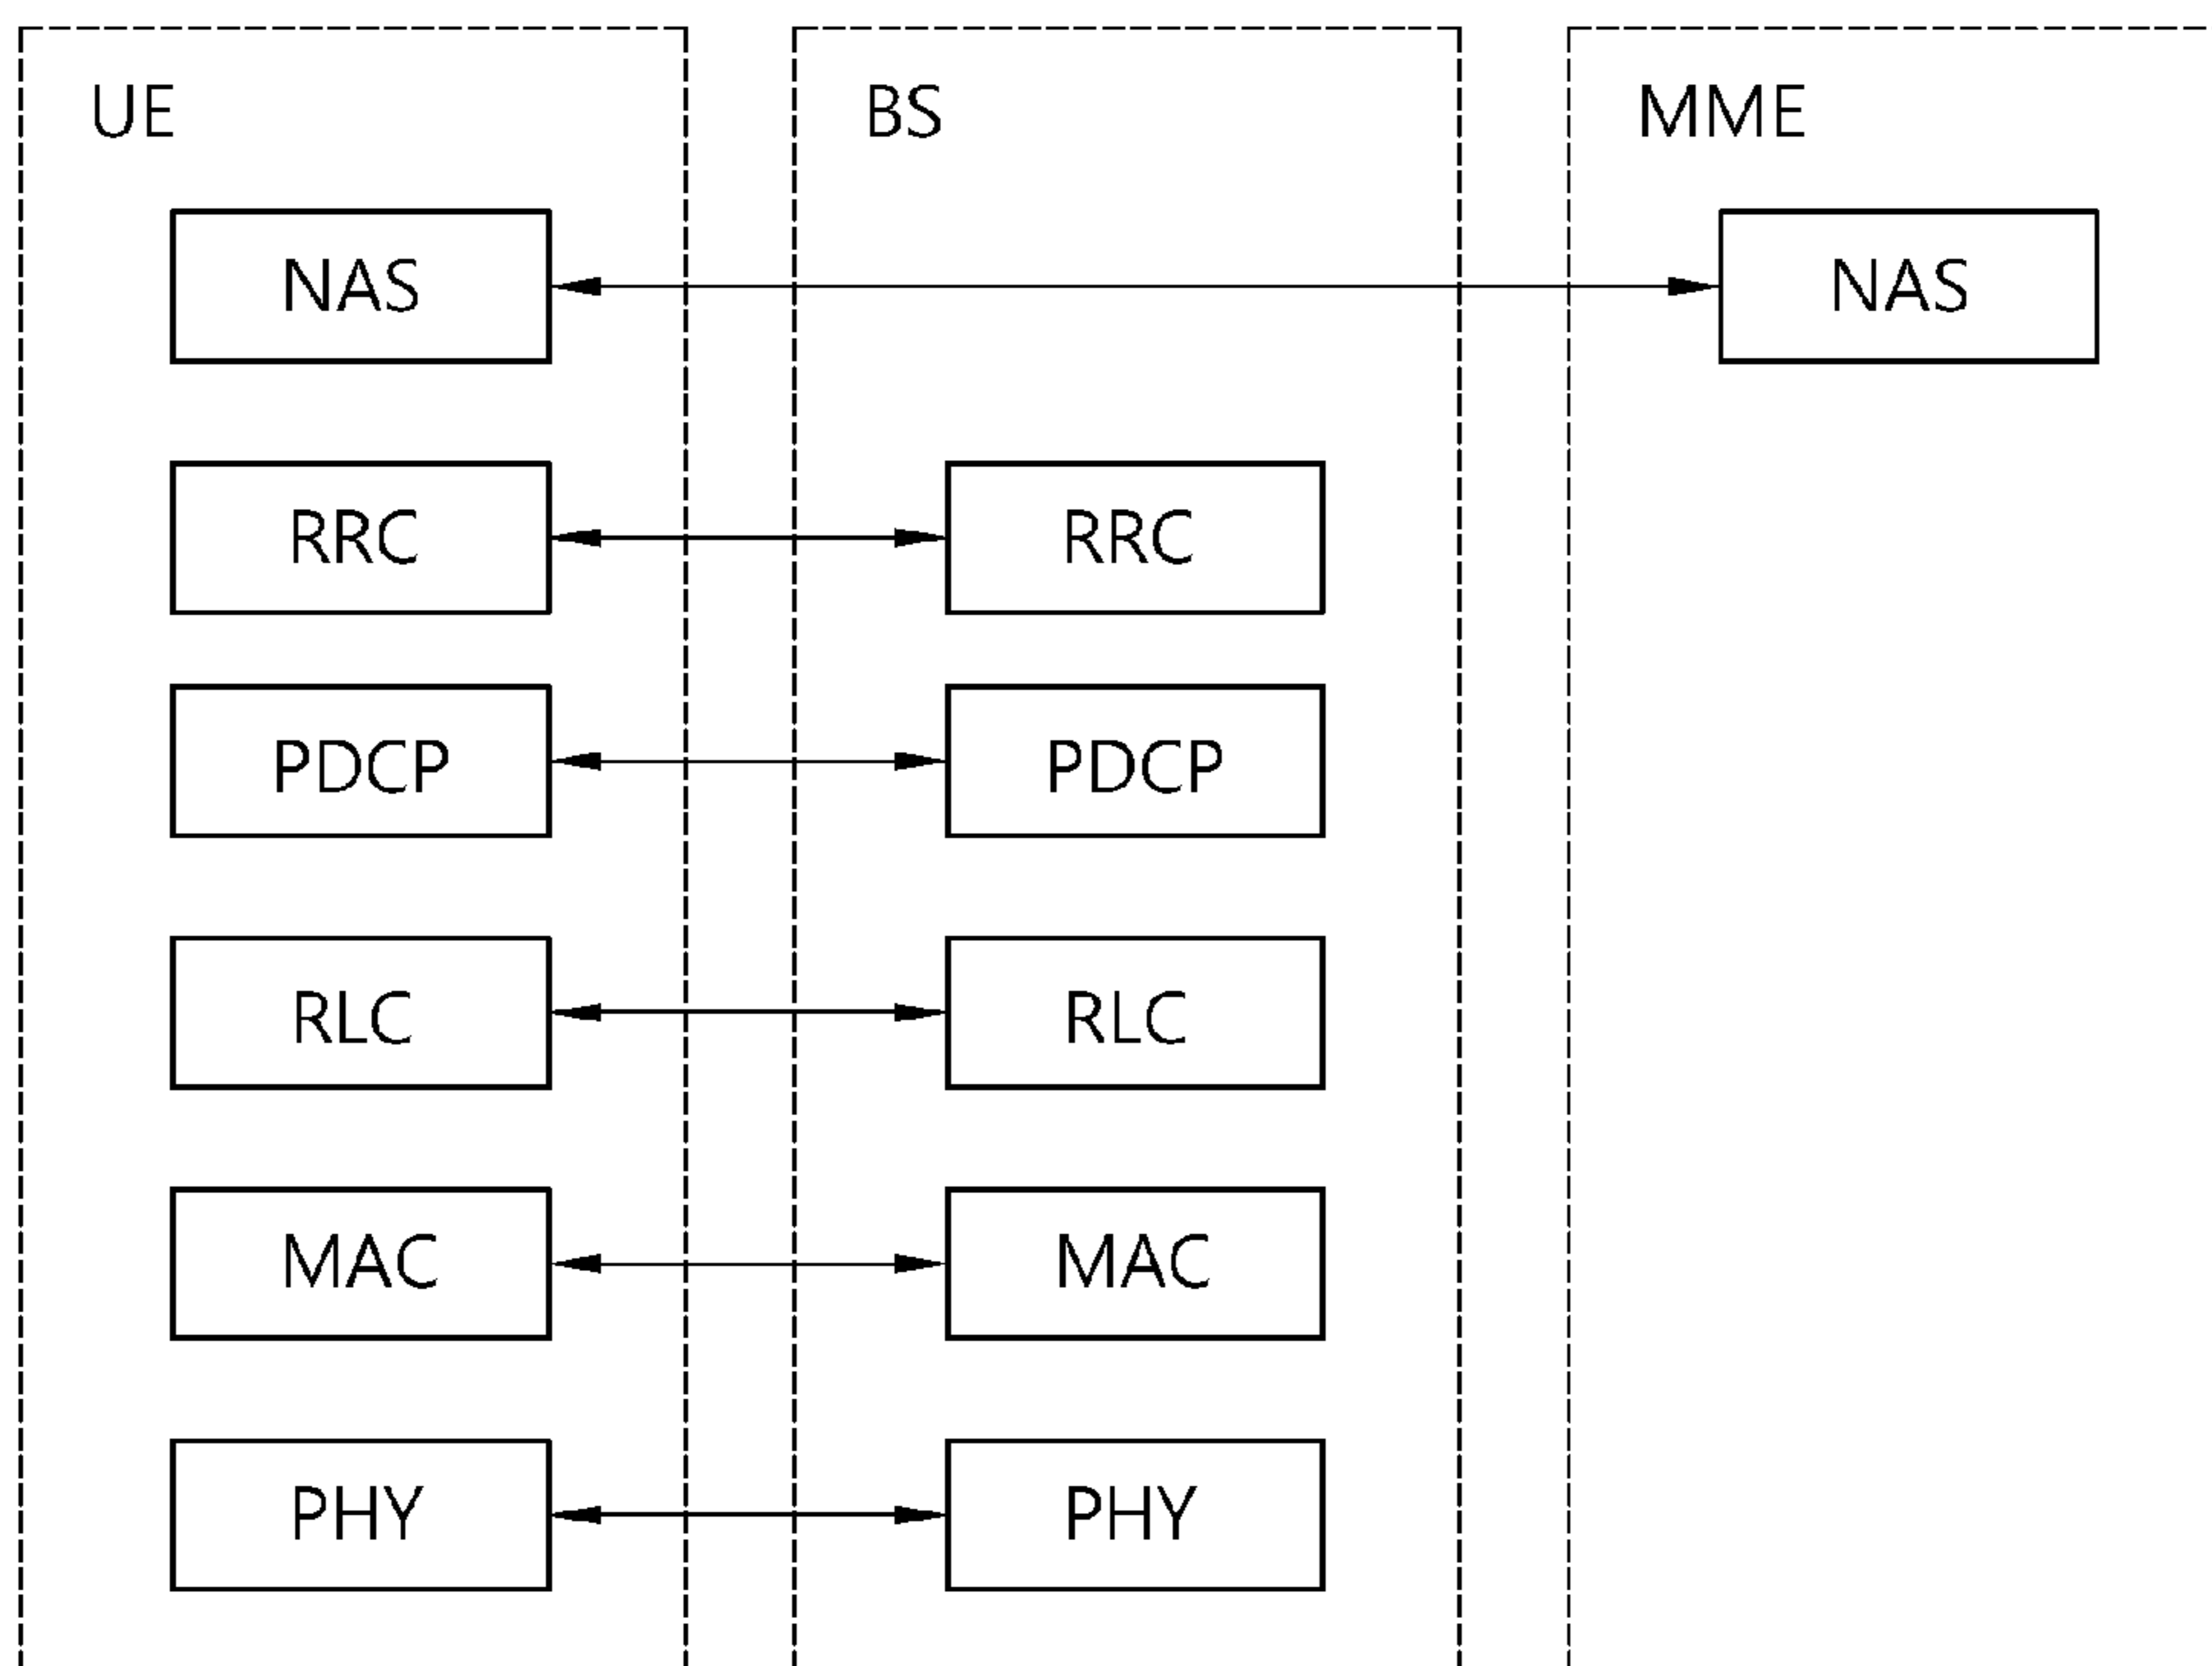 UE BS MME
NAS NAS
RRC RRC
PDCP PDCP
RLC RLC
MAC MAC
PHY PHY